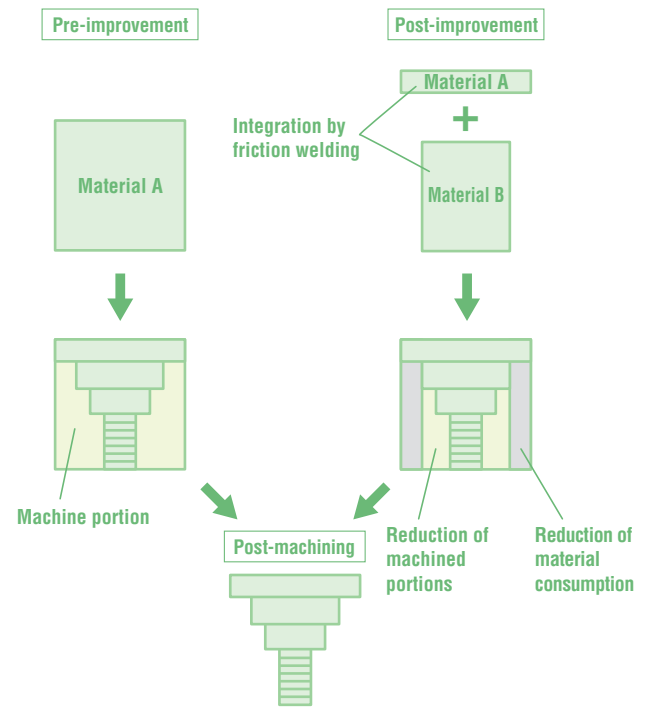 Pre-improvement
Post-improvement
Material A
+
Integration by
friction welding
Material A
Material B
Machine portion
Post-machining
Reduction of
machined
portions
Reduction of
material
consumption